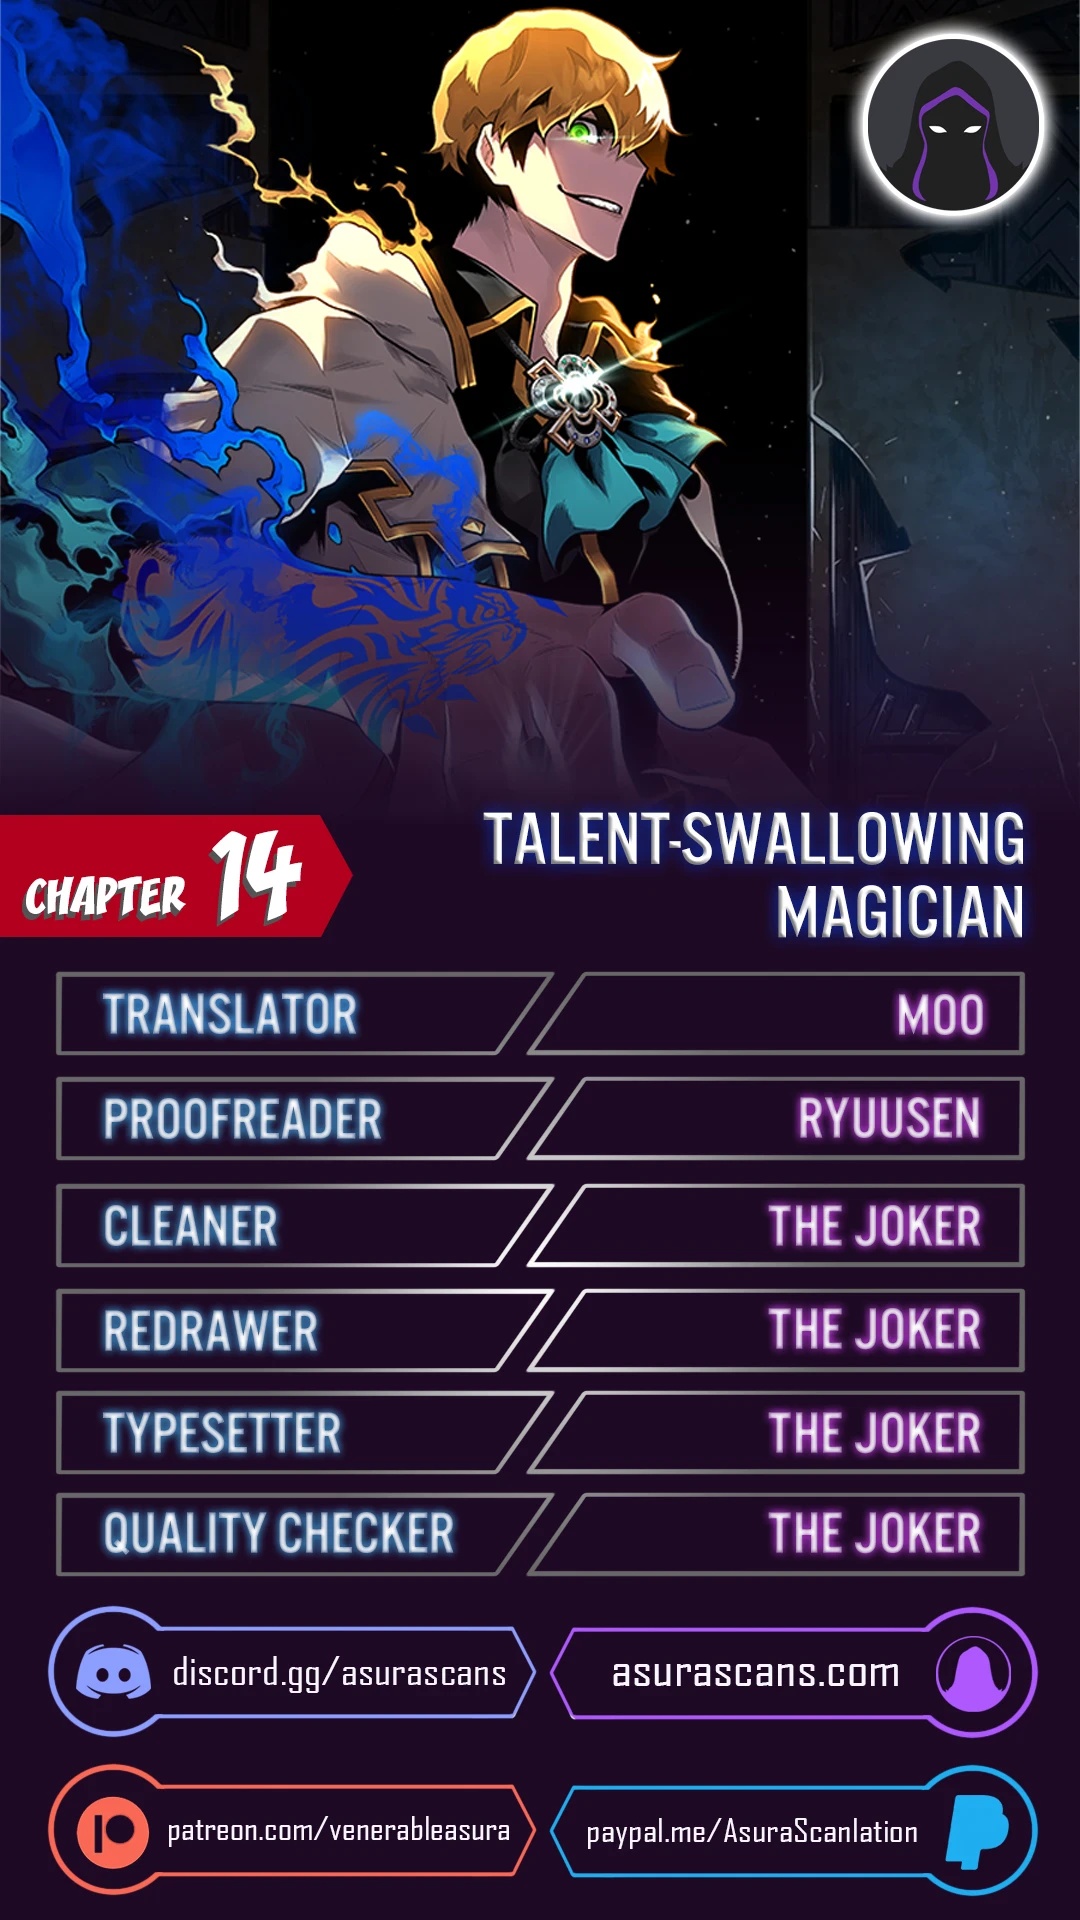 CHAPTER 14
TALENT-SWALLOWING
MAGICIAN
TRANSLATOR MOO
PROOFREADER RYUUSEN
CLEANER THE JOKER
REDRAWER THE JOKER
TYPESETTER THE JOKER
QUALITY CHECKER THE JOKER
discord.gg/asurascans
asurascans.com
patreon.com/venerableasura
paypal.me/AsuraScanlation